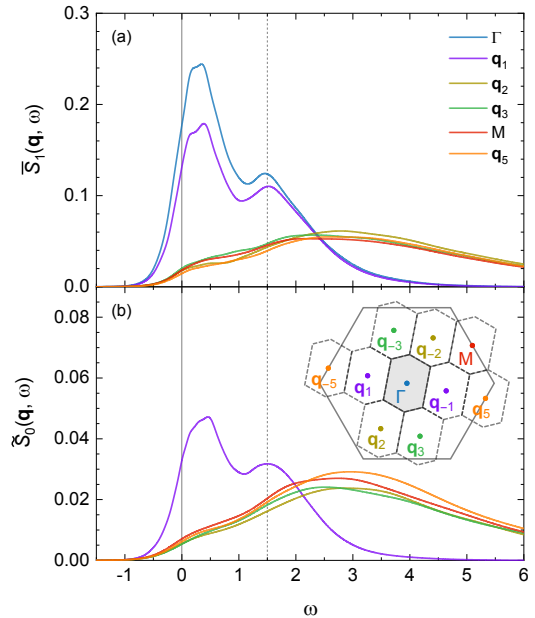 0.3
(a)
Γ
q₁
q₂
q₃
M
q₅
0.2
S̅₁(q, ω)
0.1
0.0
0.08
(b)
q₋₃
q₋₂
M
q₋₅
q₁
Γ
q₋₁
q₅
q₂
q₃
0.06
S̃₀(q, ω)
0.04
0.02
0.00
-1 0 1 2 3 4 5 6
ω